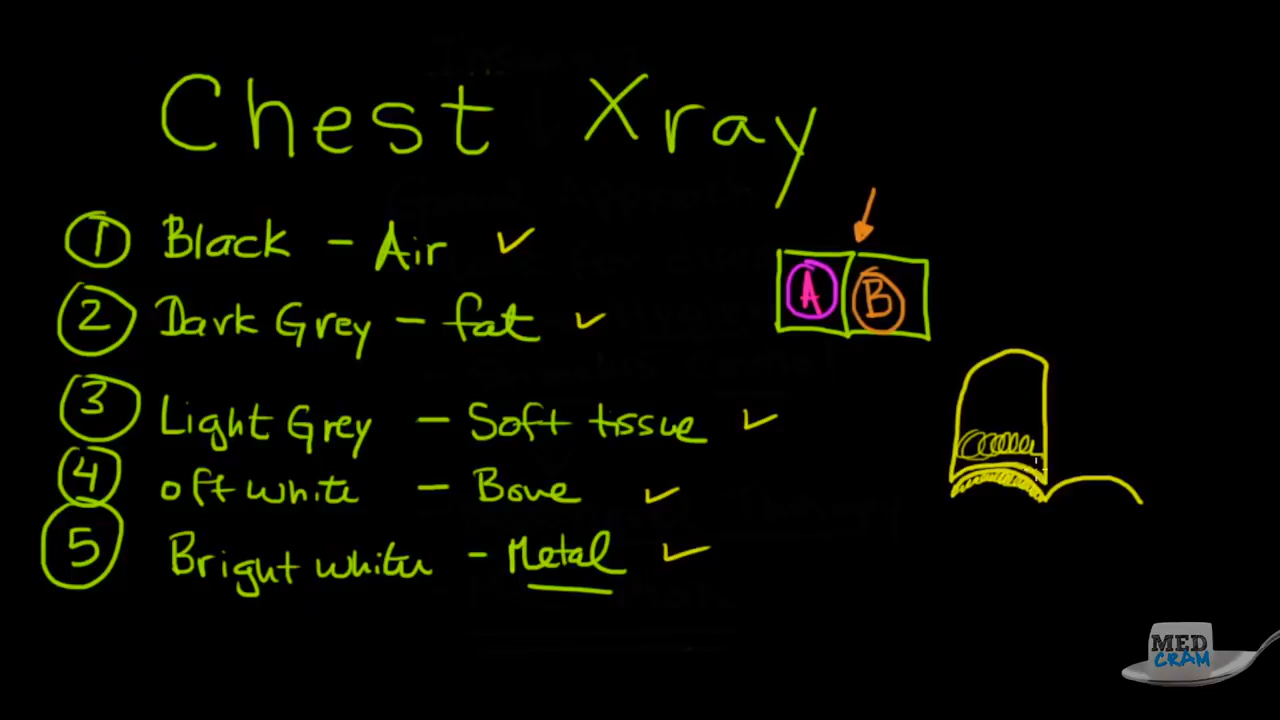 Chest Xray
1 Black - Air ✓
2 Dark Grey - fat ✓
3 Light Grey - Soft tissue ✓
4 off white - Bone ✓
5 Bright white - Metal ✓
A B
MED
CRAM